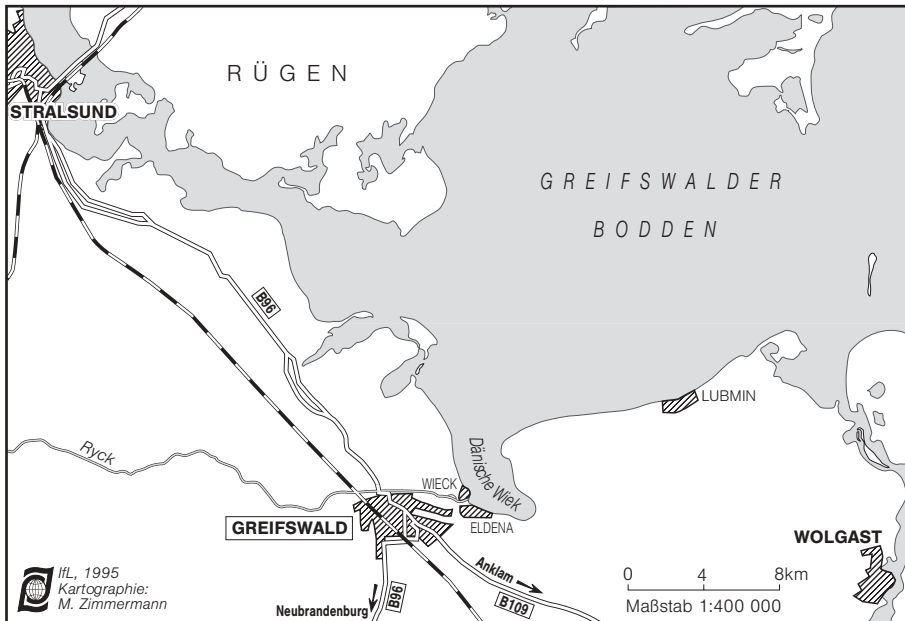 RÜGEN
STRALSUND
GREIFSWALDER
BODDEN
B96
LUBMIN
Ryck
Dänische Wiek
WIECK
ELDENA
GREIFSWALD
WOLGAST
Anklam
B109
B96
Neubrandenburg
0 4 8km
Maßstab 1:400 000
IfL, 1995
Kartographie:
M. Zimmermann